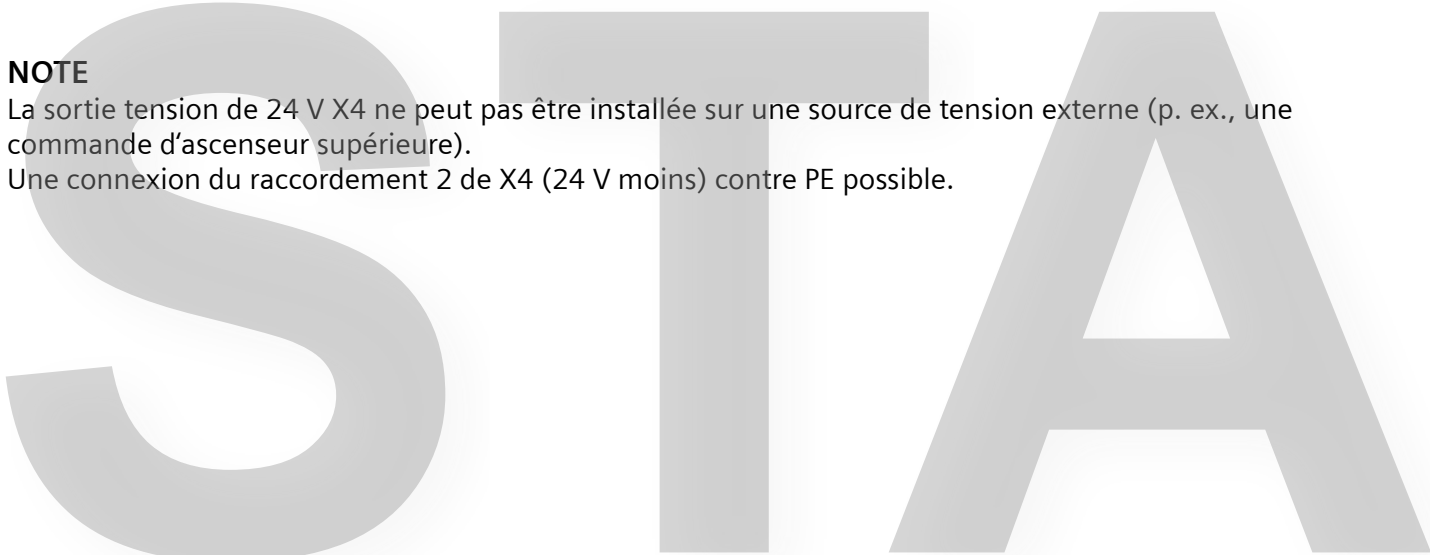 NOTE
La sortie tension de 24 V X4 ne peut pas être installée sur une source de tension externe (p. ex., une
commande d‘ascenseur supérieure).
Une connexion du raccordement 2 de X4 (24 V moins) contre PE possible.
STA